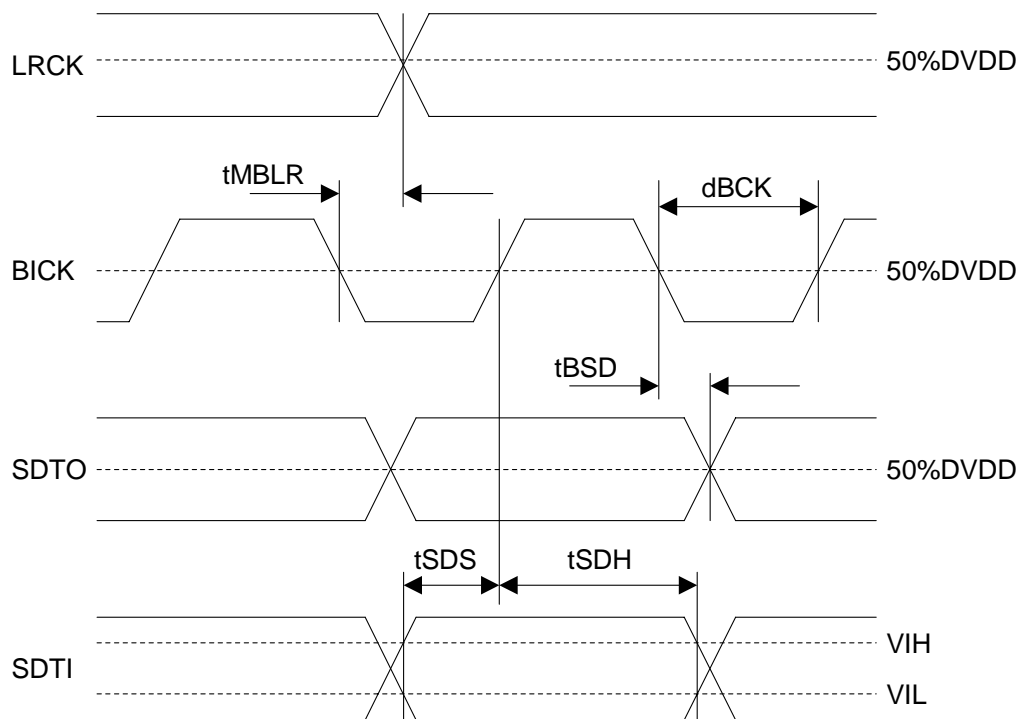 LRCK
50%DVDD
tMBLR
dBCK
BICK
50%DVDD
tBSD
SDTO
50%DVDD
tSDS
tSDH
SDTI
VIH
VIL